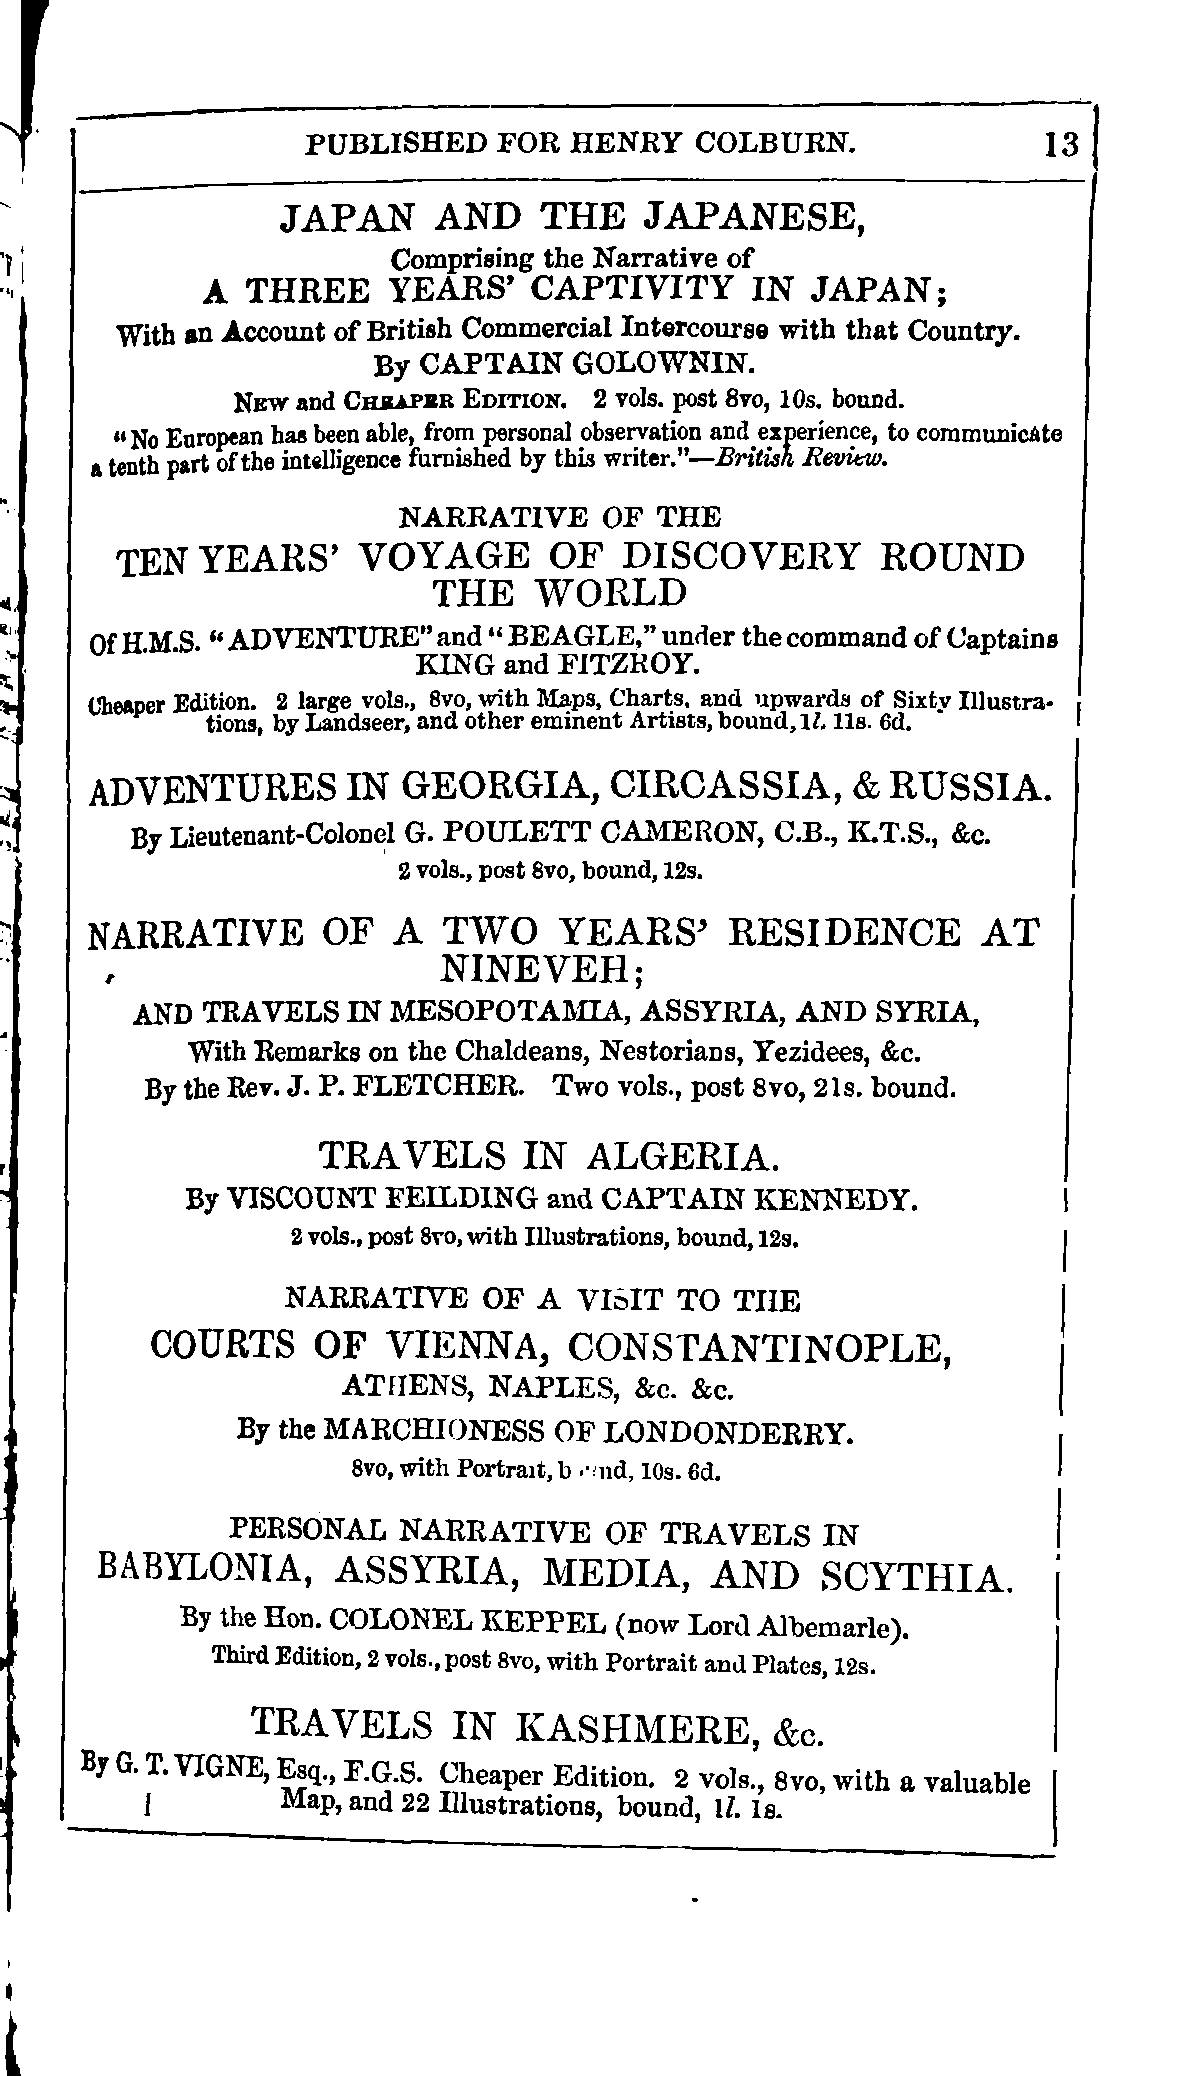 PUBLISHED FOR HENRY COLBURN. 13
JAPAN AND THE JAPANESE,
Comprising the Narrative of
A THREE YEARS' CAPTIVITY IN JAPAN;
With an Account of British Commercial Intercourse with that Country.
By CAPTAIN GOLOWNIN.
NEW and CHEAPER EDITION. 2 vols. post 8vo, 10s. bound.
"No European has been able, from personal observation and experience, to communicate
a tenth part of the intelligence furnished by this writer."—British Review.
NARRATIVE OF THE
TEN YEARS' VOYAGE OF DISCOVERY ROUND
THE WORLD
Of H.M.S. "ADVENTURE" and "BEAGLE," under the command of Captains
KING and FITZROY.
Cheaper Edition. 2 large vols., 8vo, with Maps, Charts, and upwards of Sixty Illustra-
tions, by Landseer, and other eminent Artists, bound, 1l. 11s. 6d.
ADVENTURES IN GEORGIA, CIRCASSIA, & RUSSIA.
By Lieutenant-Colonel G. POULETT CAMERON, C.B., K.T.S., &c.
2 vols., post 8vo, bound, 12s.
NARRATIVE OF A TWO YEARS' RESIDENCE AT
NINEVEH;
AND TRAVELS IN MESOPOTAMIA, ASSYRIA, AND SYRIA,
With Remarks on the Chaldeans, Nestorians, Yezidees, &c.
By the Rev. J. P. FLETCHER. Two vols., post 8vo, 21s. bound.
TRAVELS IN ALGERIA.
By VISCOUNT FEILDING and CAPTAIN KENNEDY.
2 vols., post 8vo, with Illustrations, bound, 12s.
NARRATIVE OF A VISIT TO THE
COURTS OF VIENNA, CONSTANTINOPLE,
ATHENS, NAPLES, &c. &c.
By the MARCHIONESS OF LONDONDERRY.
8vo, with Portrait, bound, 10s. 6d.
PERSONAL NARRATIVE OF TRAVELS IN
BABYLONIA, ASSYRIA, MEDIA, AND SCYTHIA.
By the Hon. COLONEL KEPPEL (now Lord Albemarle).
Third Edition, 2 vols., post 8vo, with Portrait and Plates, 12s.
TRAVELS IN KASHMERE, &c.
By G. T. VIGNE, Esq., F.G.S. Cheaper Edition. 2 vols., 8vo, with a valuable
Map, and 22 Illustrations, bound, 1l. 1s.